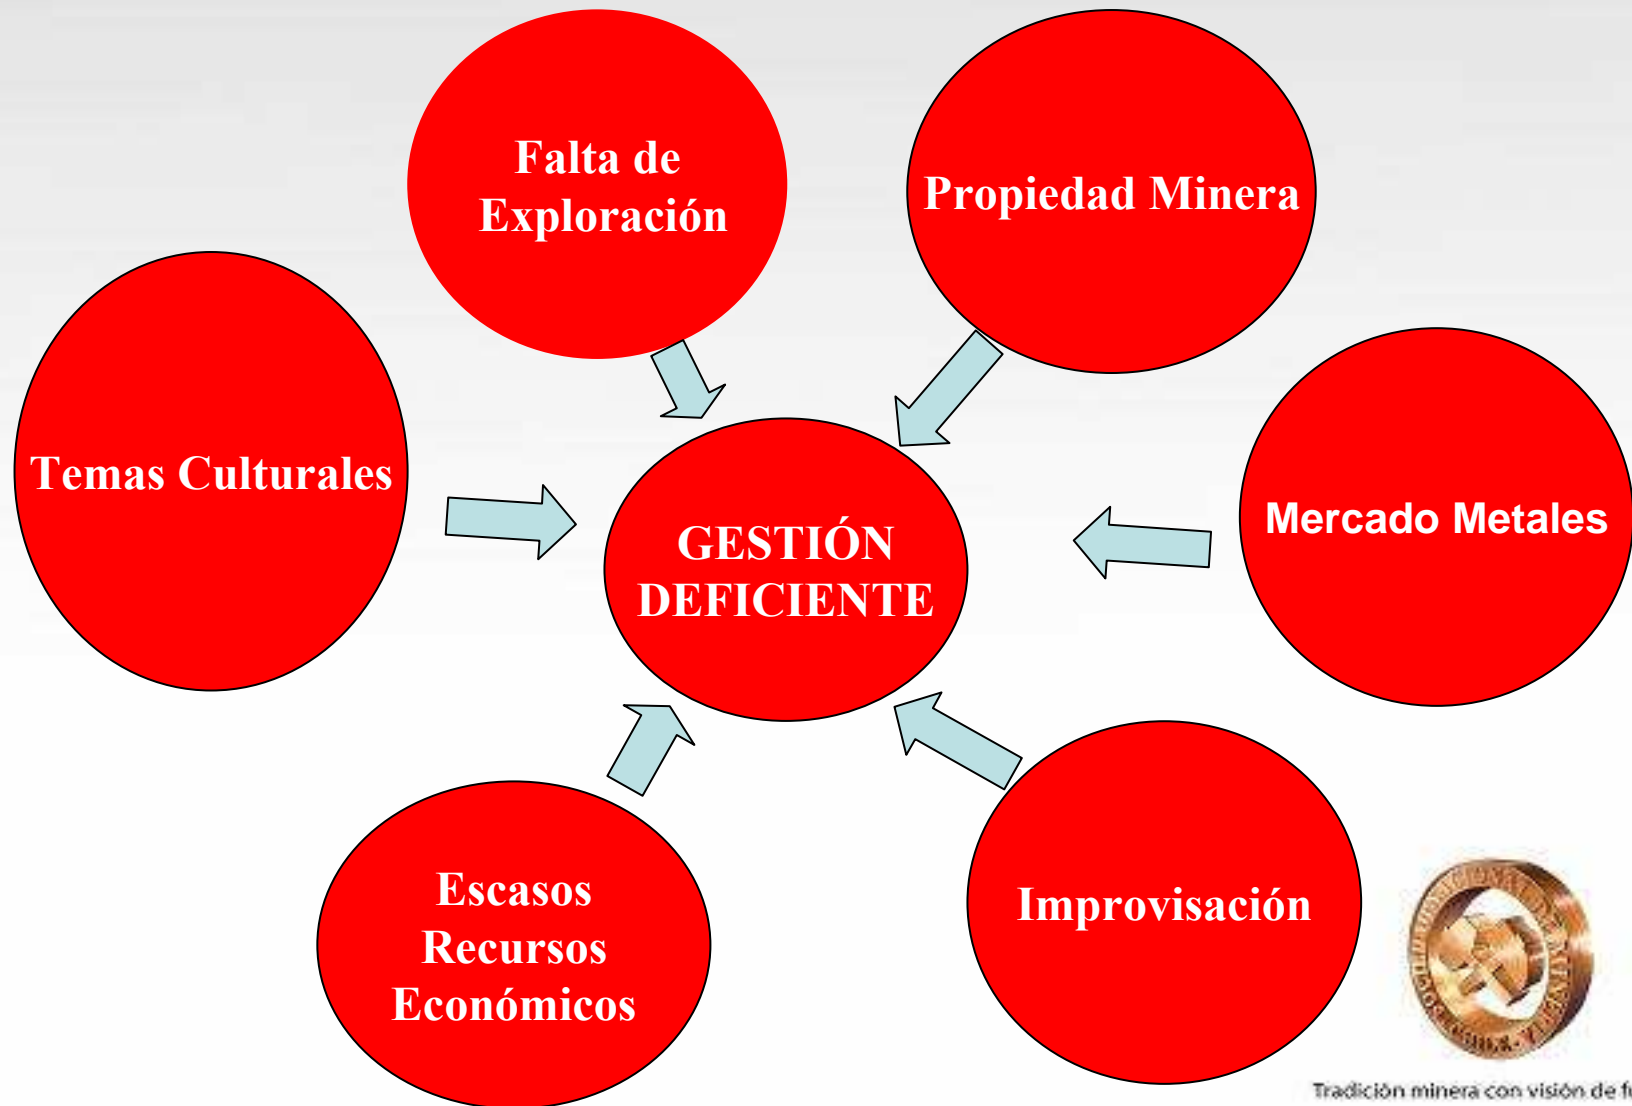 Falta de
Exploración
Propiedad Minera
Temas Culturales
Mercado Metales
GESTIÓN
DEFICIENTE
Escasos
Recursos
Económicos
Improvisación
Tradición minera con visión de